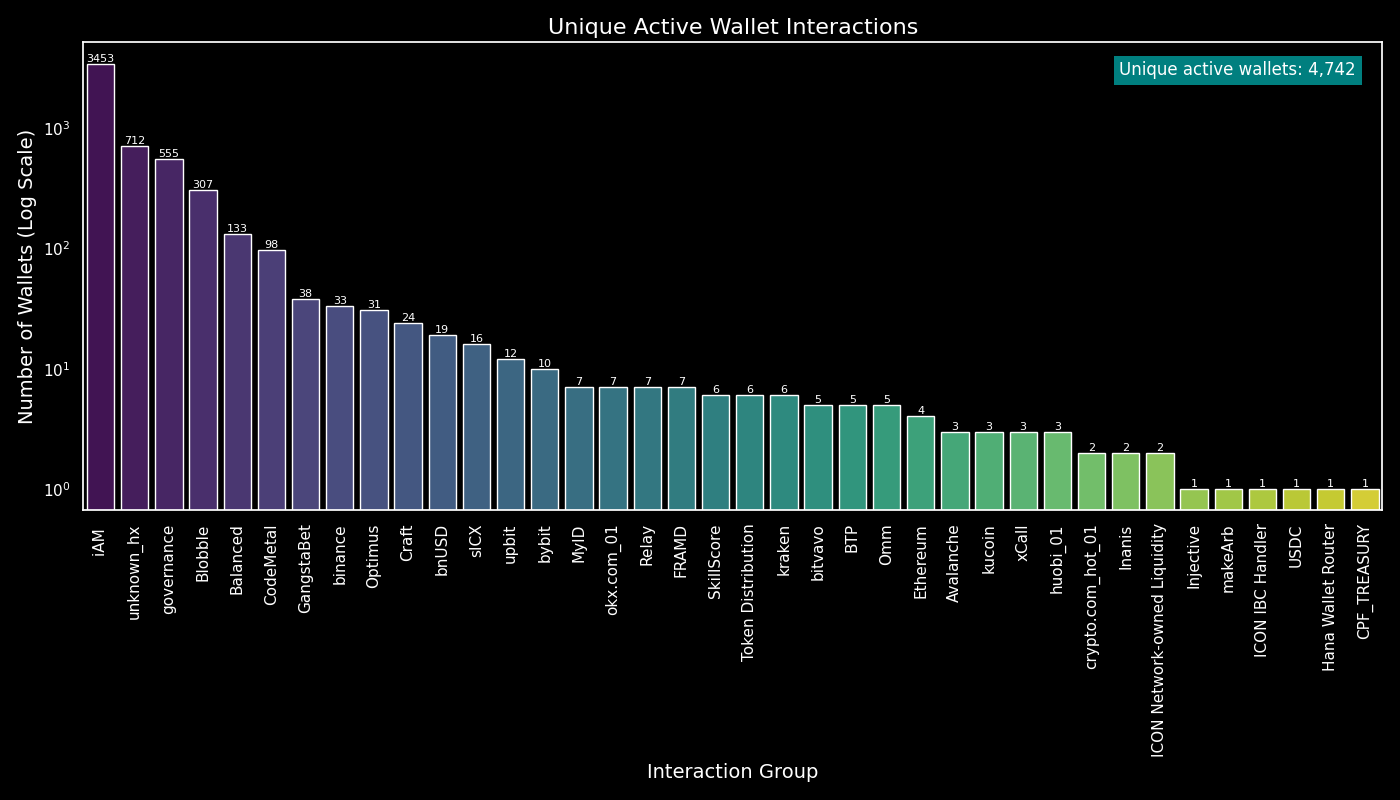 Unique Active Wallet Interactions
Unique active wallets: 4,742
Number of Wallets (Log Scale)
10³
10²
10¹
10⁰
3453
712
555
307
133
98
38
33
31
24
19
16
12
10
7
7
7
7
6
6
6
5
5
5
4
3
3
3
3
2
2
2
1
1
1
1
1
1
iAM
unknown_hx
governance
Blobble
Balanced
CodeMetal
GangstaBet
binance
Optimus
Craft
bnUSD
sICX
upbit
bybit
MyID
okx.com_01
Relay
FRAMD
SkillScore
Token Distribution
kraken
bitvavo
BTP
Omm
Ethereum
Avalanche
kucoin
xCall
huobi_01
crypto.com_hot_01
Inanis
ICON Network-owned Liquidity
Injective
makeArb
ICON IBC Handler
USDC
Hana Wallet Router
CPF_TREASURY
Interaction Group